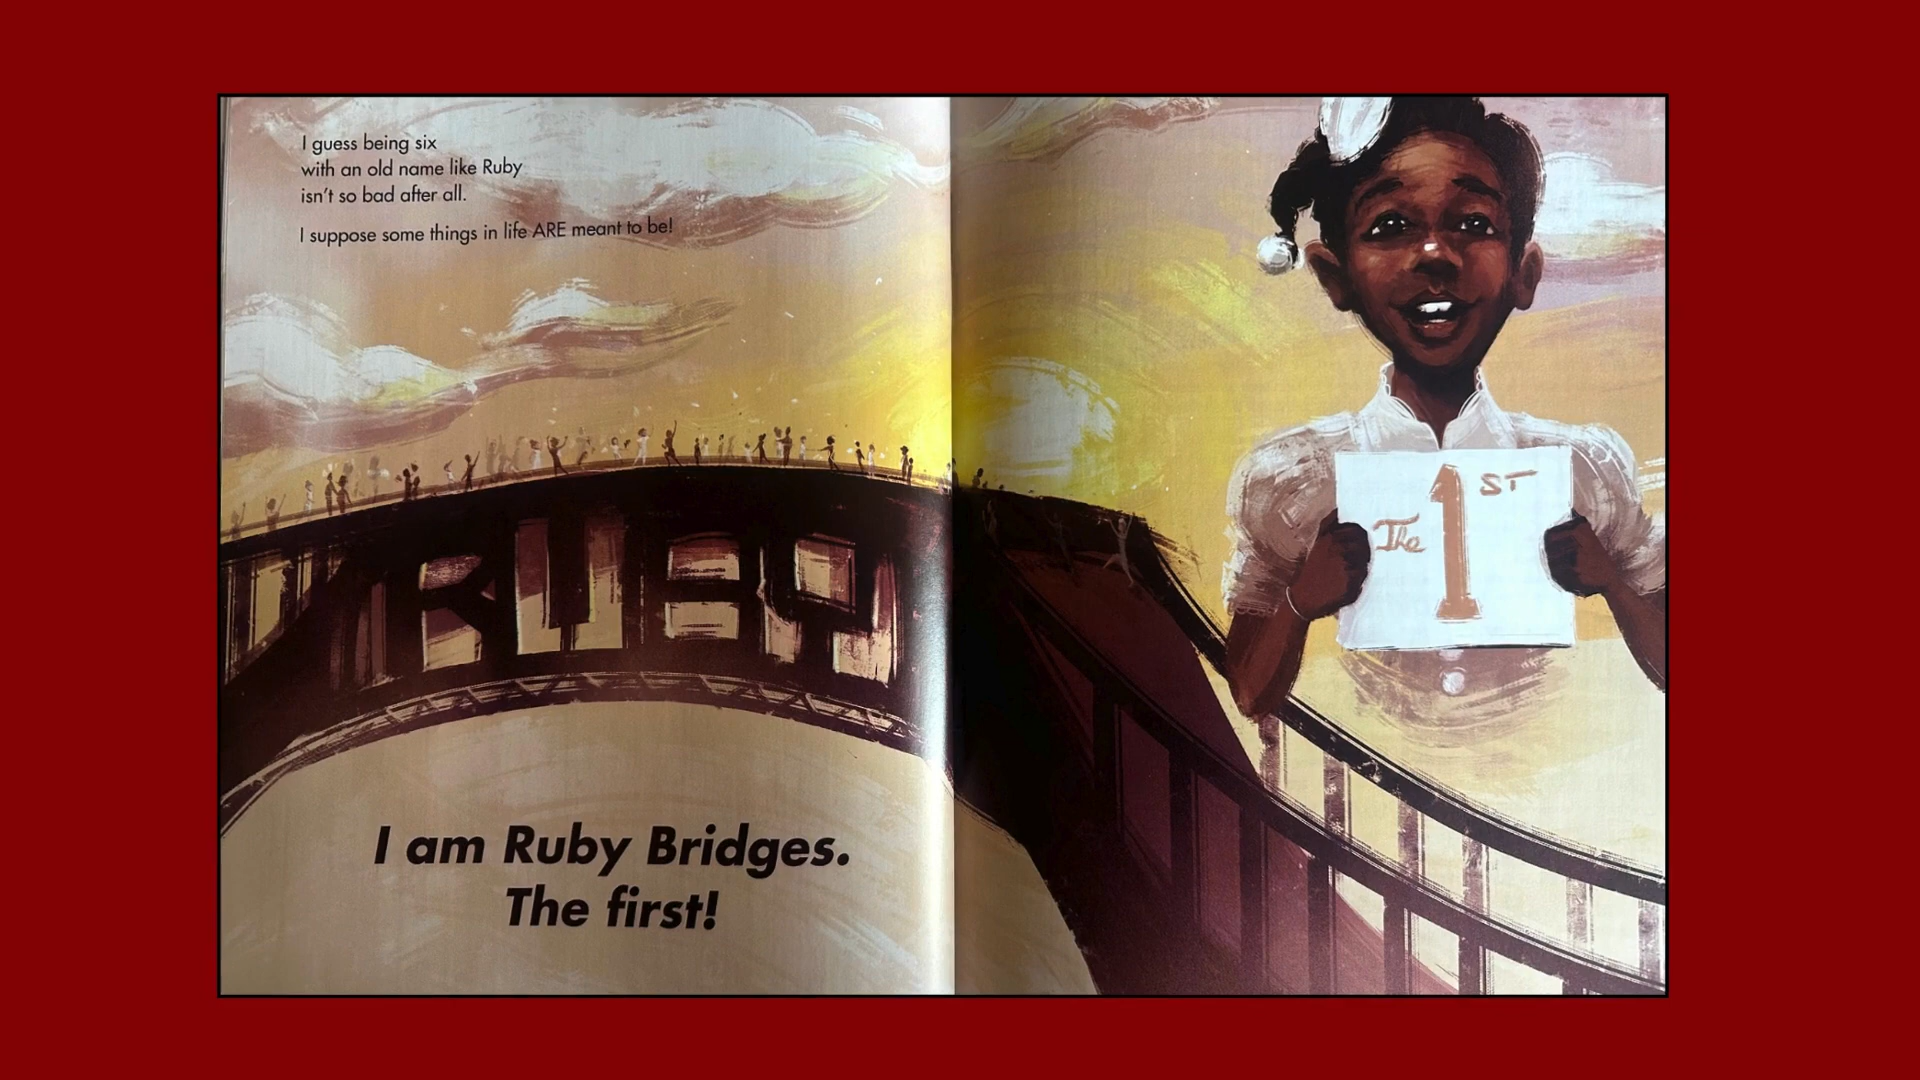 I guess being six
with an old name like Ruby
isn't so bad after all.
I suppose some things in life ARE meant to be!
RUBY
I am Ruby Bridges.
The first!
The 1ST